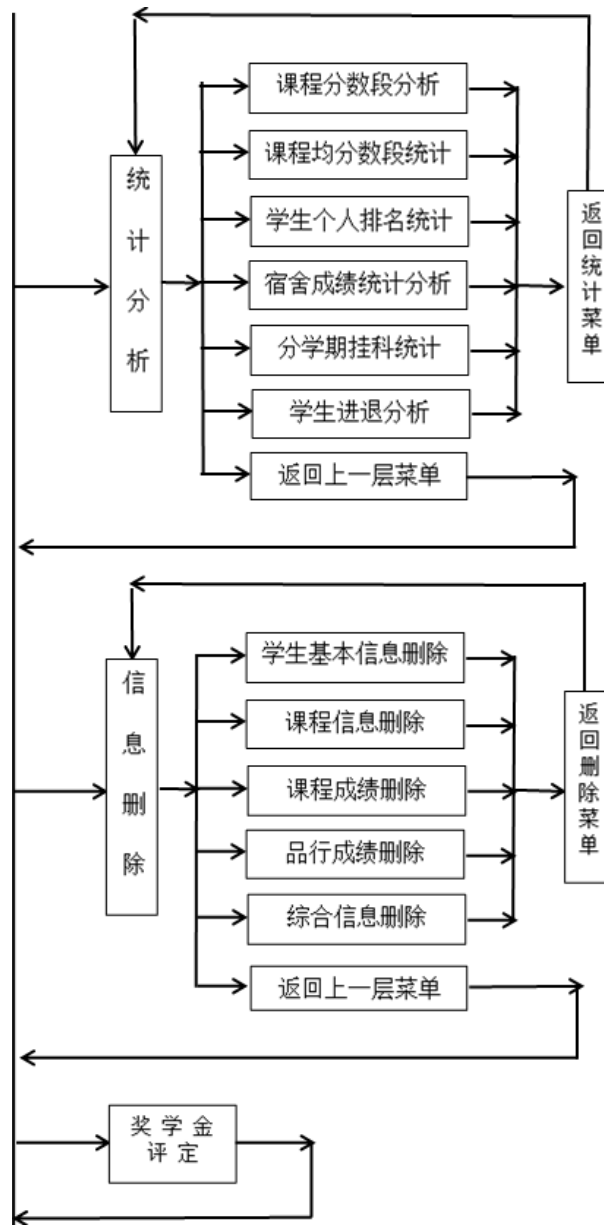 课程分数段分析
课程均分数段统计
学生个人排名统计
宿舍成绩统计分析
分学期挂科统计
学生进退分析
返回上一层菜单
统计分析
返回统计菜单
学生基本信息删除
课程信息删除
课程成绩删除
品行成绩删除
综合信息删除
返回上一层菜单
信息删除
返回删除菜单
奖学金
评定